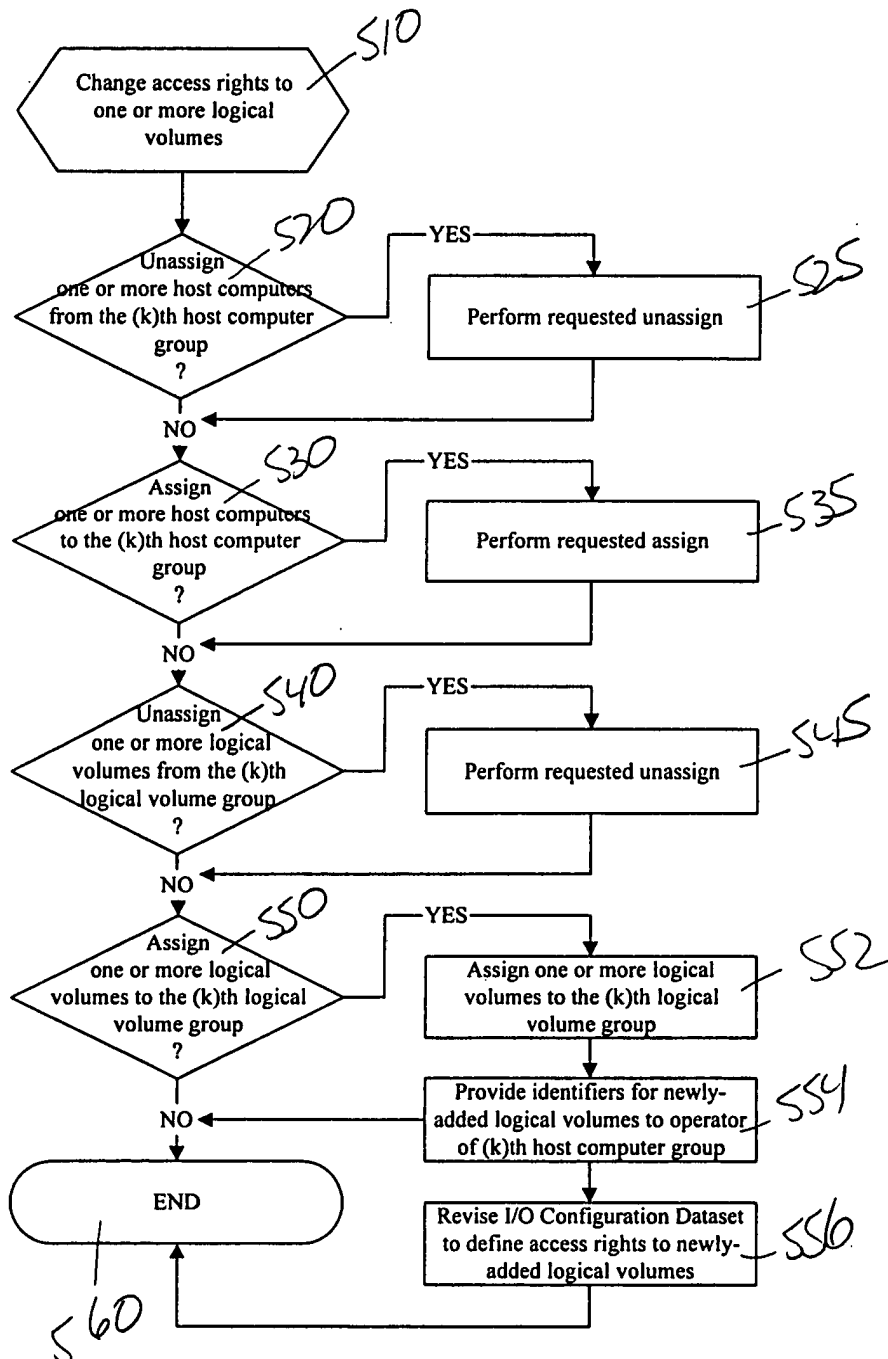 510
Change access rights to
one or more logical
volumes
520
Unassign
one or more host computers
from the (k)th host computer
group
?
YES
525
Perform requested unassign
NO
530
Assign
one or more host computers
to the (k)th host computer
group
?
YES
535
Perform requested assign
NO
540
Unassign
one or more logical
volumes from the (k)th
logical volume group
?
YES
545
Perform requested unassign
NO
550
Assign
one or more logical
volumes to the (k)th logical
volume group
?
YES
552
Assign one or more logical
volumes to the (k)th logical
volume group
554
Provide identifiers for newly-
added logical volumes to operator
of (k)th host computer group
NO
END
556
Revise I/O Configuration Dataset
to define access rights to newly-
added logical volumes
560